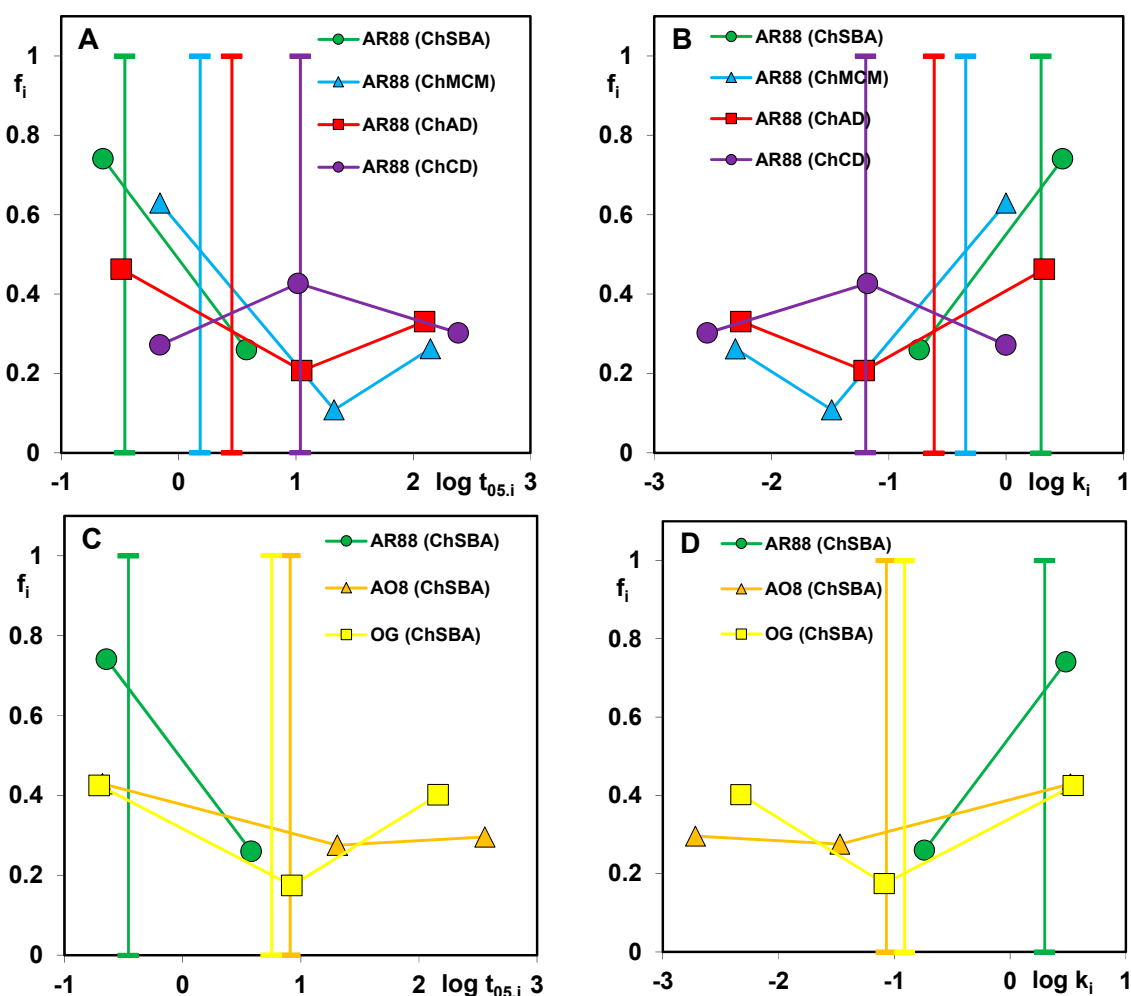 A
AR88 (ChSBA)
AR88 (ChMCM)
AR88 (ChAD)
AR88 (ChCD)
1
fi
0.8
0.6
0.4
0.2
0
-1 0 1 2 3
log t05.i
B
AR88 (ChSBA)
AR88 (ChMCM)
AR88 (ChAD)
AR88 (ChCD)
1
fi
0.8
0.6
0.4
0.2
0
-3 -2 -1 0 1
log ki
C
AR88 (ChSBA)
AO8 (ChSBA)
OG (ChSBA)
1
fi
0.8
0.6
0.4
0.2
0
-1 0 1 2 3
log t05.i
D
AR88 (ChSBA)
AO8 (ChSBA)
OG (ChSBA)
1
fi
0.8
0.6
0.4
0.2
0
-3 -2 -1 0 1
log ki